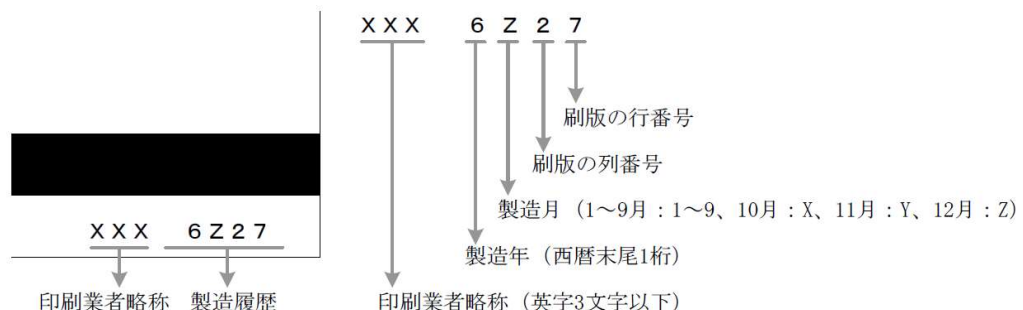 XXX 6Z27
刷版の行番号
刷版の列番号
製造月（1～9月：1～9、10月：X、11月：Y、12月：Z）
XXX 6Z27
製造年（西暦末尾1桁）
印刷業者略称 製造履歴
印刷業者略称（英字3文字以下）